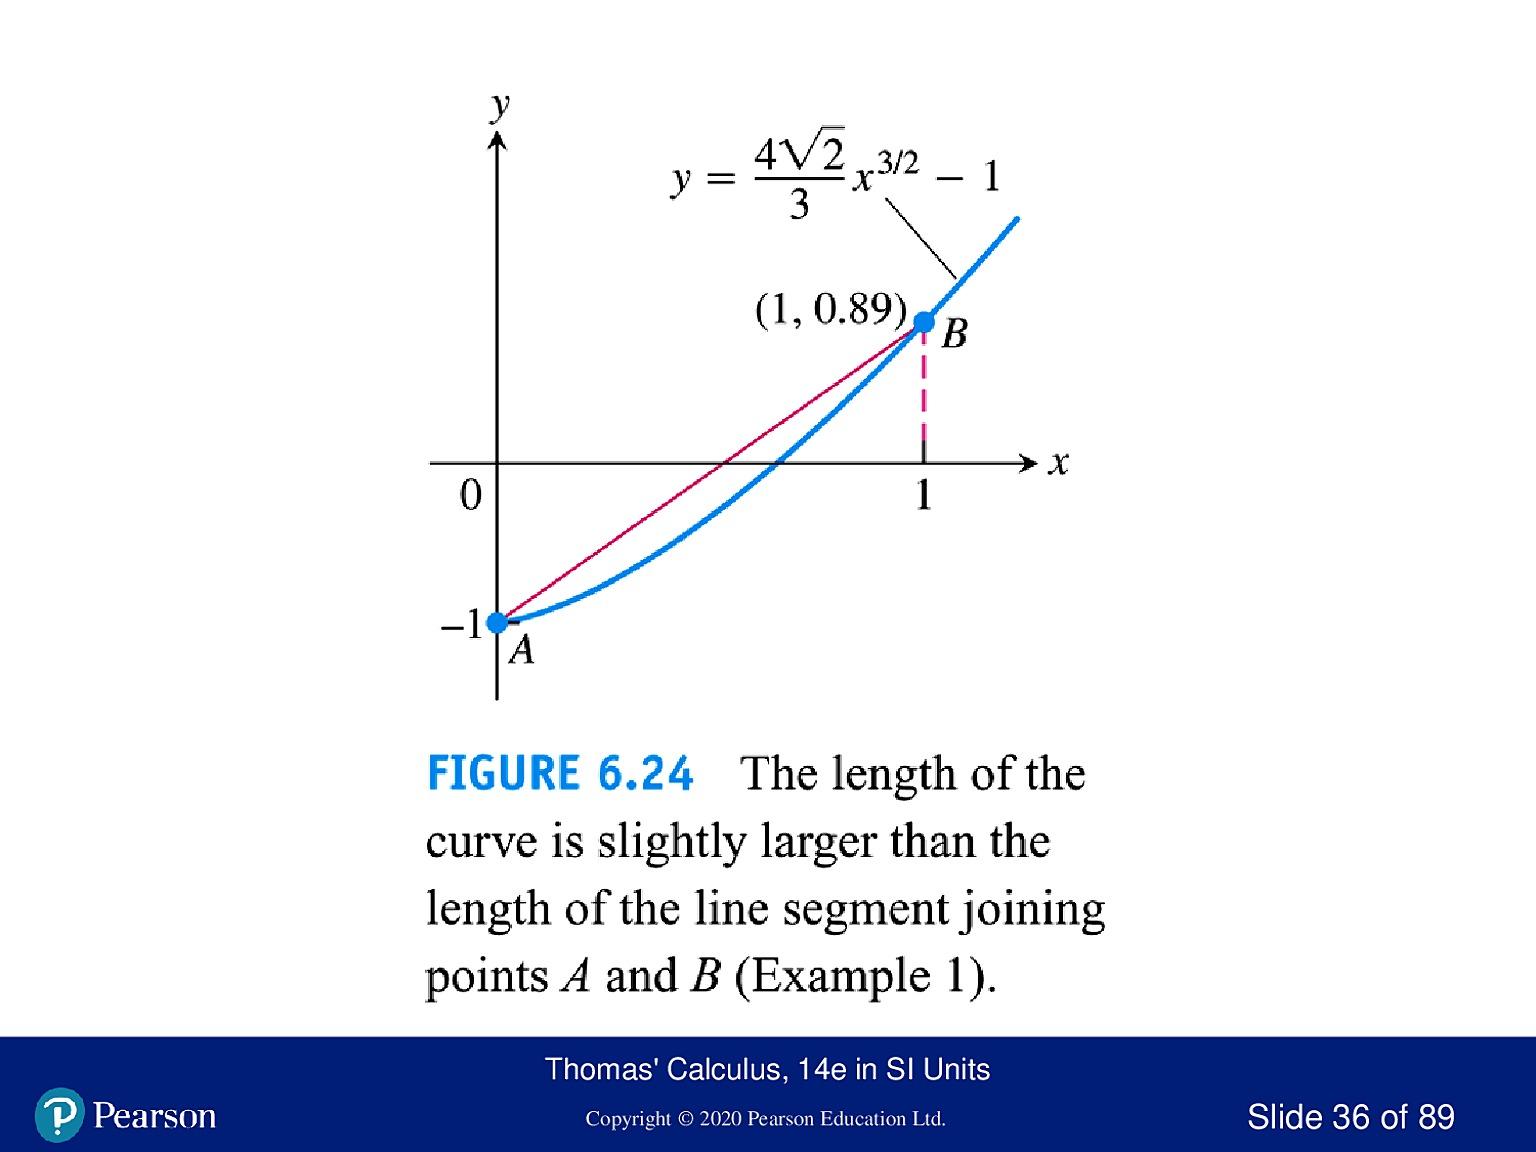 y
y = 4√2/3 x^3/2 − 1
(1, 0.89)
B
x
0
1
−1
A
FIGURE 6.24 The length of the
curve is slightly larger than the
length of the line segment joining
points A and B (Example 1).
Thomas' Calculus, 14e in SI Units
Pearson
Copyright © 2020 Pearson Education Ltd.
Slide 36 of 89